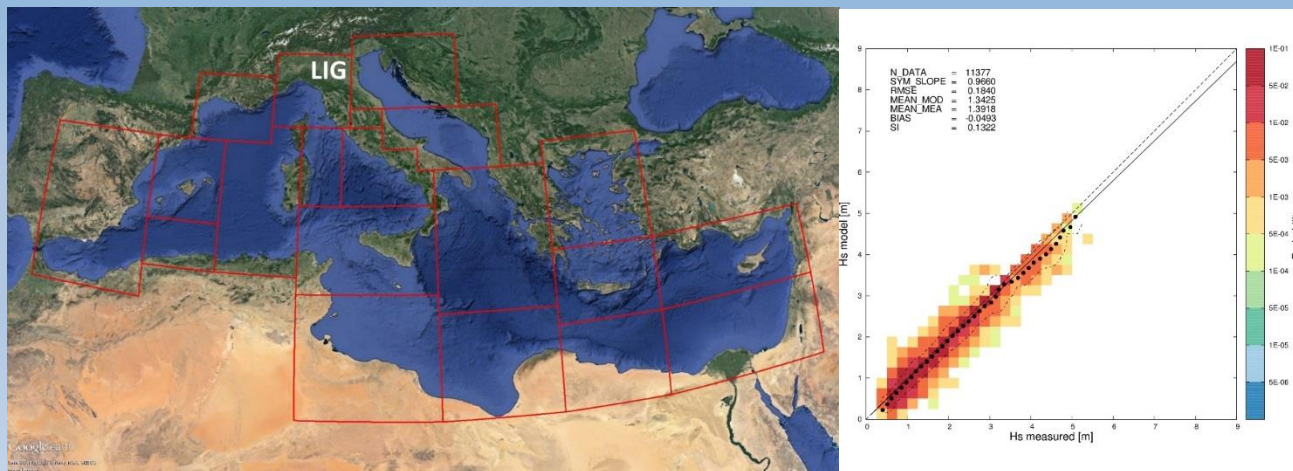 LIG
Google earth
N_DATA = 11377
SYM_SLOPE = 0.9660
RMSE = 0.1840
MEAN_MOD = 1.3425
MEAN_MEA = 1.3918
BIAS = -0.0493
SI = 0.1322
Hs model [m]
9
8
7
6
5
4
3
2
1
0
0 1 2 3 4 5 6 7 8 9
Hs measured [m]
1E-01
5E-02
1E-02
5E-03
1E-03
5E-04
1E-04
5E-05
1E-05
5E-06